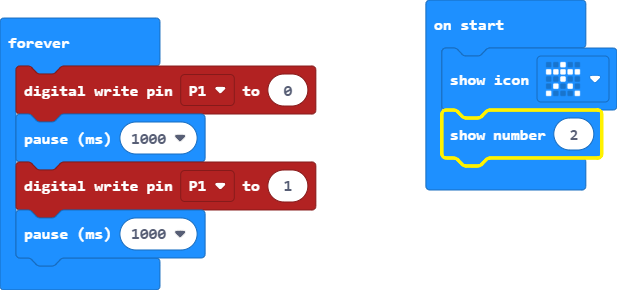 forever
digital write pin P1 to 0
pause (ms) 1000
digital write pin P1 to 1
pause (ms) 1000
on start
show icon
show number 2